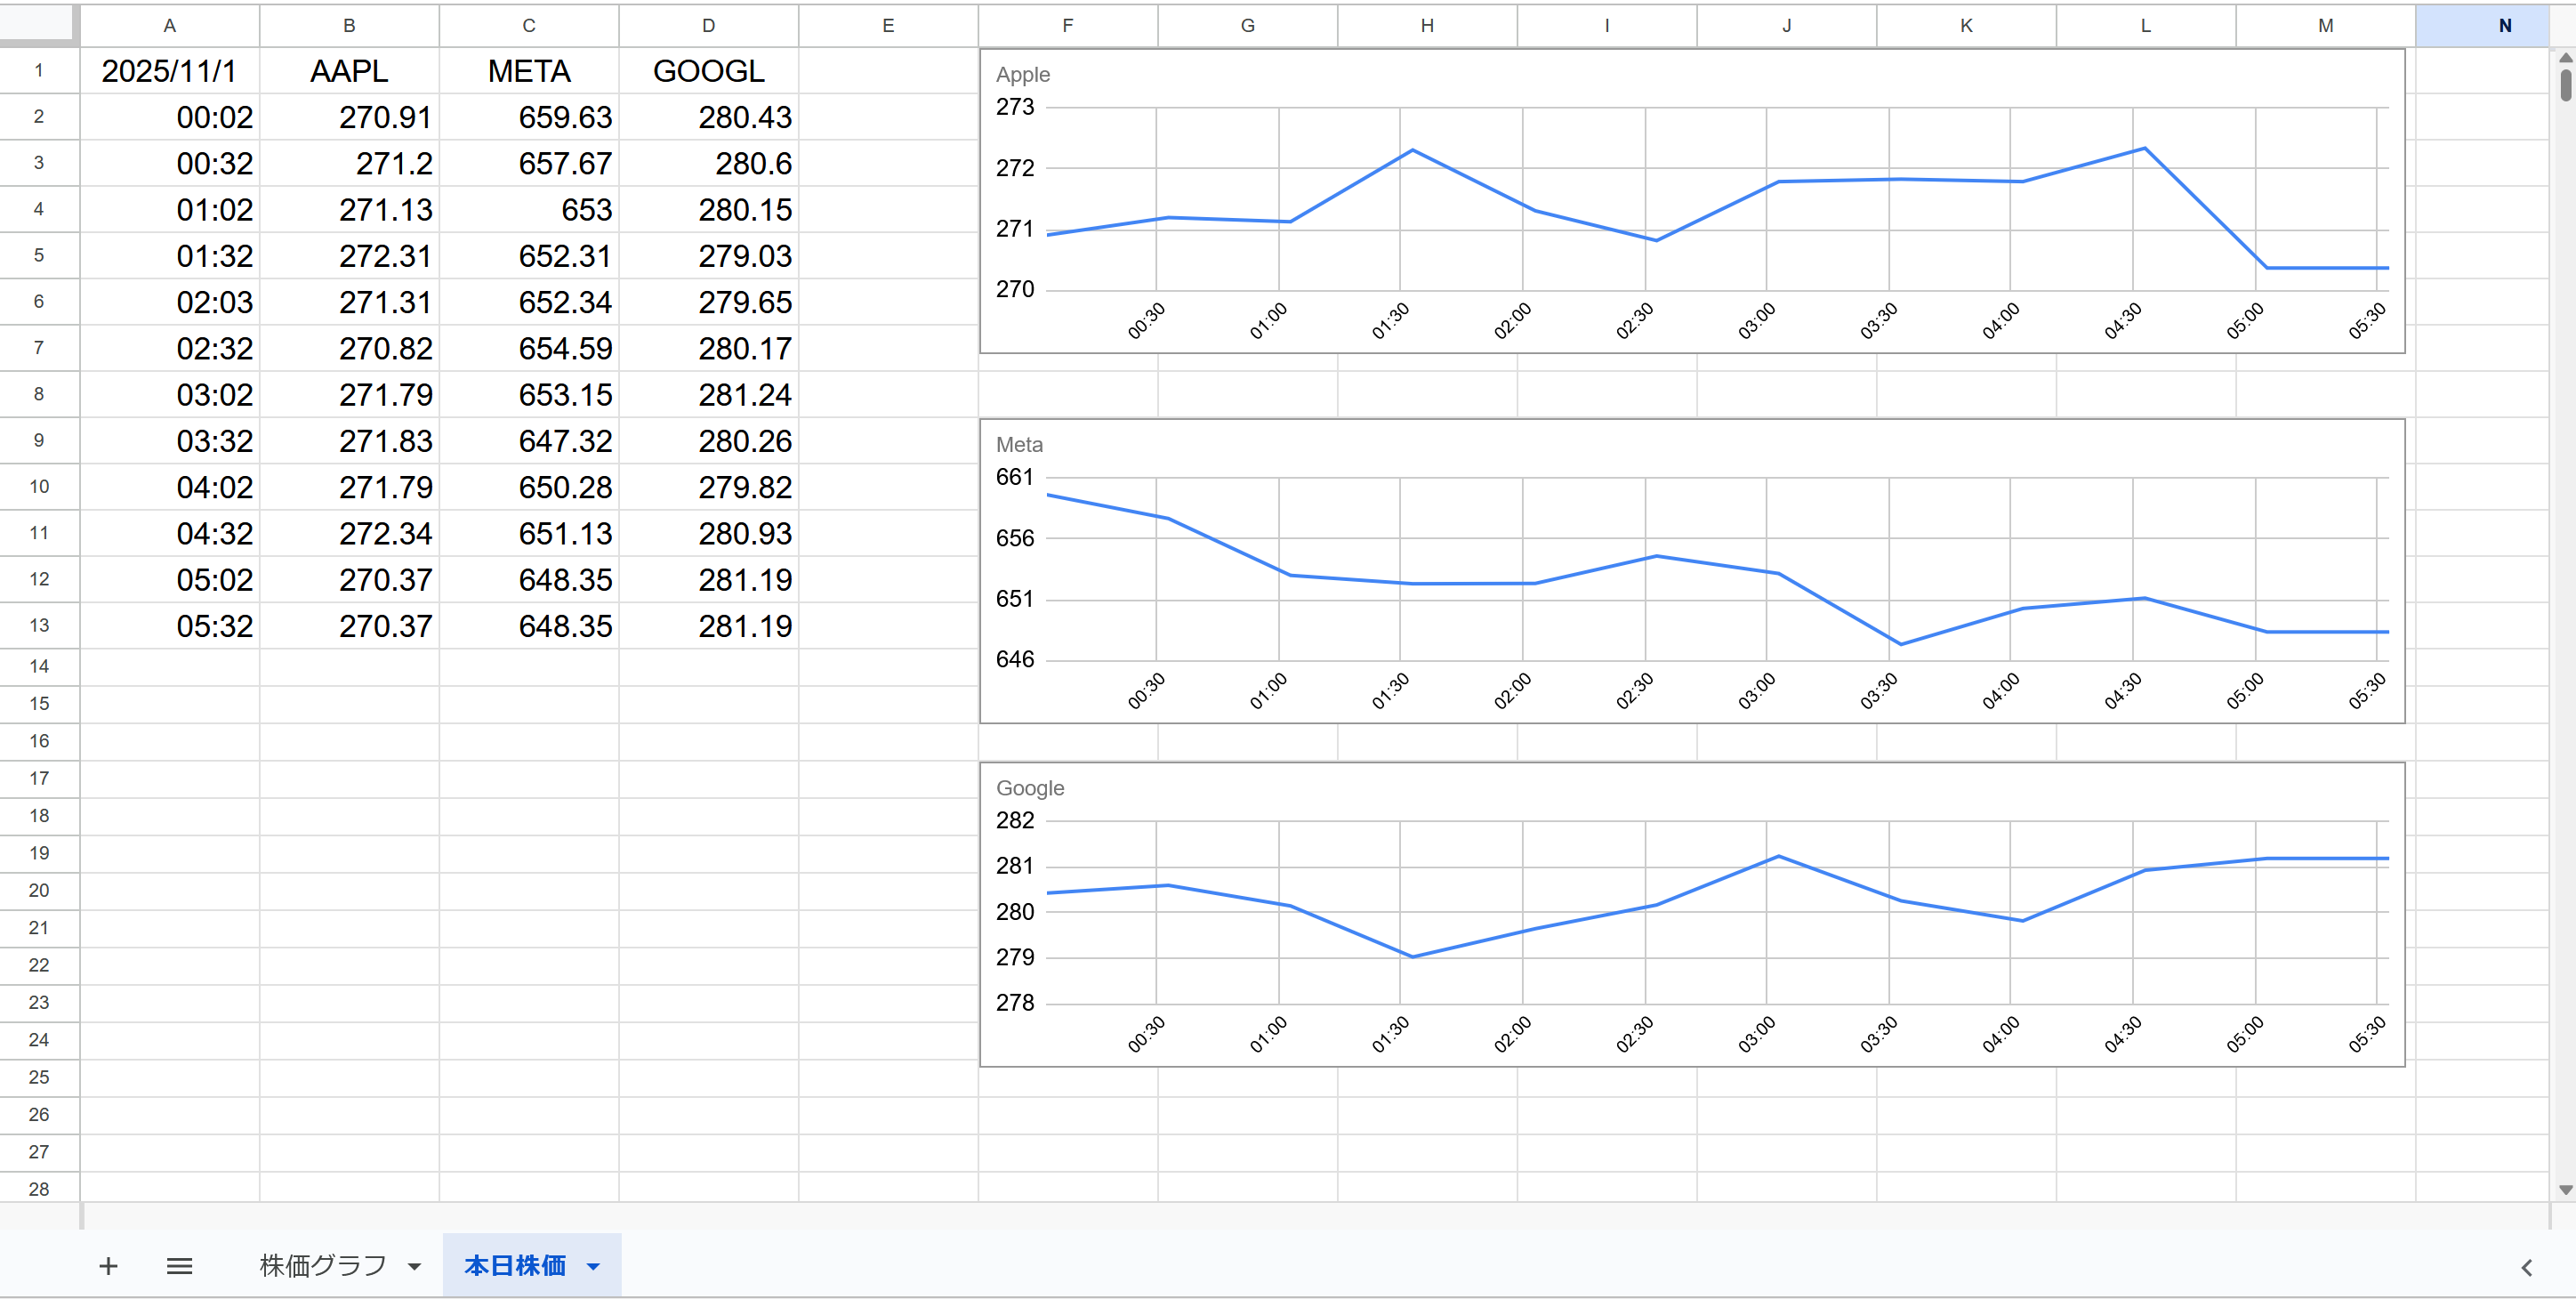 A B C D E F G H I J K L M N
1 2025/11/1 AAPL META GOOGL
2 00:02 270.91 659.63 280.43
3 00:32 271.2 657.67 280.6
4 01:02 271.13 653 280.15
5 01:32 272.31 652.31 279.03
6 02:03 271.31 652.34 279.65
7 02:32 270.82 654.59 280.17
8 03:02 271.79 653.15 281.24
9 03:32 271.83 647.32 280.26
10 04:02 271.79 650.28 279.82
11 04:32 272.34 651.13 280.93
12 05:02 270.37 648.35 281.19
13 05:32 270.37 648.35 281.19
14
15
16
17
18
19
20
21
22
23
24
25
26
27
28
Apple
273
272
271
270
00:30 01:00 01:30 02:00 02:30 03:00 03:30 04:00 04:30 05:00 05:30
Meta
661
656
651
646
00:30 01:00 01:30 02:00 02:30 03:00 03:30 04:00 04:30 05:00 05:30
Google
282
281
280
279
278
00:30 01:00 01:30 02:00 02:30 03:00 03:30 04:00 04:30 05:00 05:30
株価グラフ 本日株価